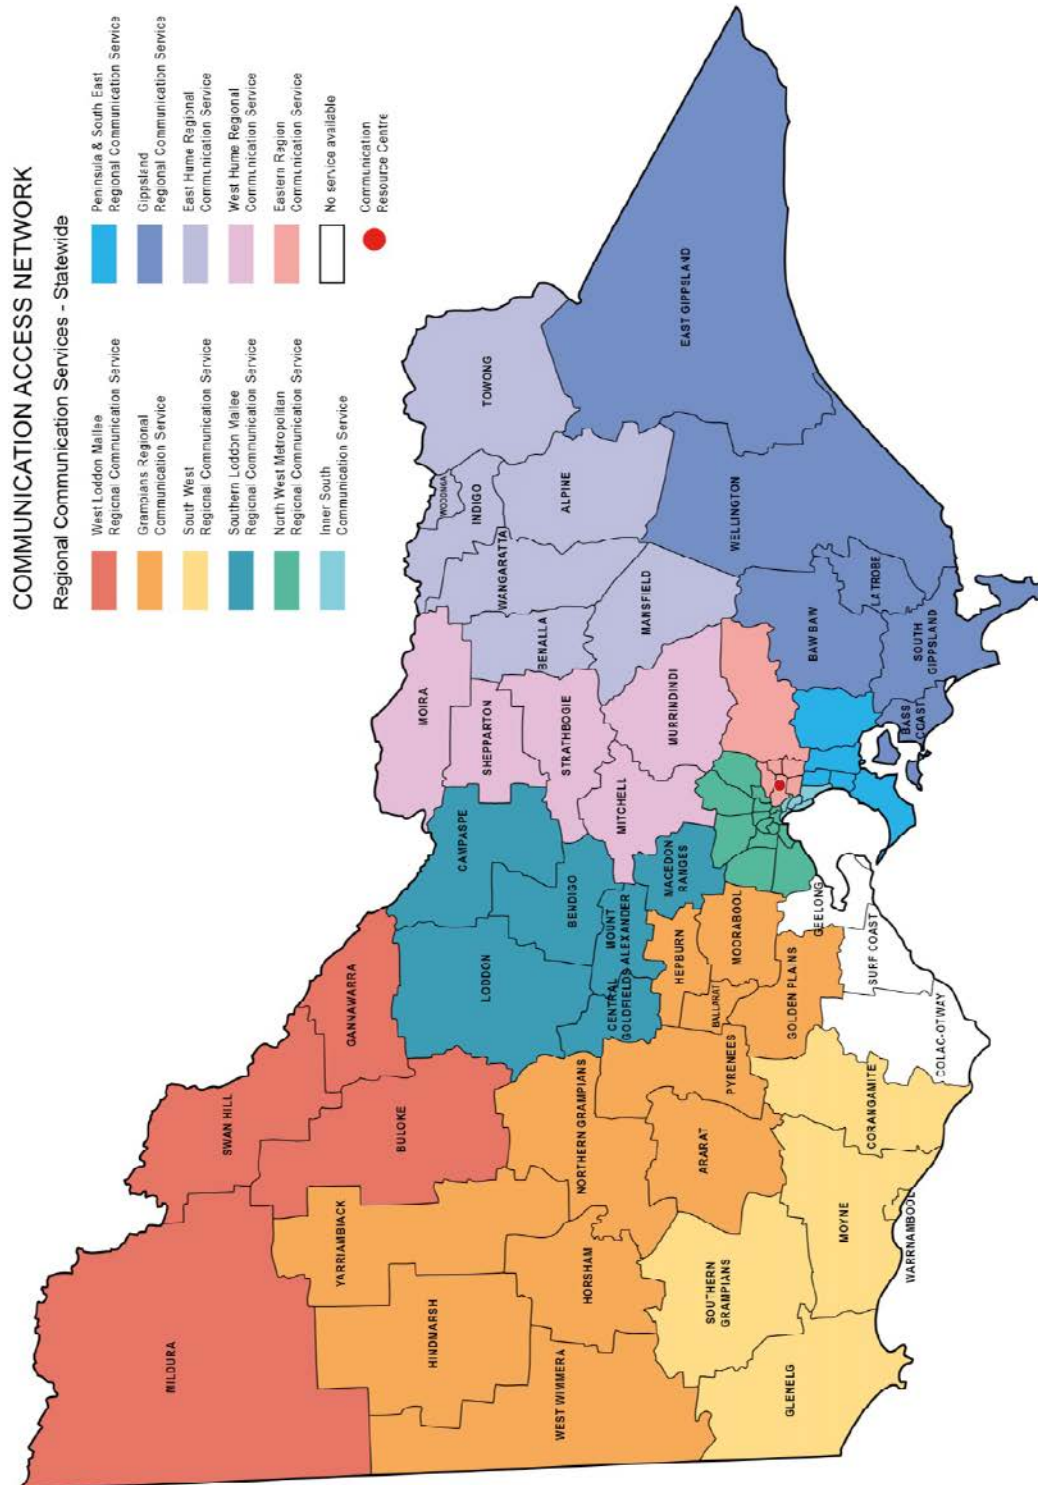 COMMUNICATION ACCESS NETWORK
Regional Communication Services - Statewide
West Loddon Mallee
Regional Communication Service
Grampians Regional
Communication Service
South West
Regional Communication Service
Southern Loddon Mallee
Regional Communication Service
North West Metropolitan
Regional Communication Service
Inner South
Communication Service
Peninsula & South East
Regional Communication Service
Gippsland
Regional Communication Service
East Hume Regional
Communication Service
West Hume Regional
Communication Service
Eastern Region
Communication Service
No service available
Communication
Resource Centre
MILDURA
SWAN HILL
GANNAWARRA
BULOKE
YARRIAMBIACK
HINDMARSH
WEST WIMMERA
HORSHAM
NORTHERN GRAMPIANS
ARARAT
PYRENEES
SOUTHERN
GRAMPIANS
GLENELG
MOYNE
WARRNAMBOOL
CORANGAMITE
COLAC-OTWAY
SURF COAST
GEELONG
GOLDEN PLAINS
BALLARAT
HEPBURN
MOORABOOL
LODDON
CAMPASPE
BENDIGO
CENTRAL
GOLDFIELDS
MOUNT
ALEXANDER
MACEDON
RANGES
MOIRA
SHEPPARTON
STRATHBOGIE
MITCHELL
MURRINDINDI
BENALLA
WANGARATTA
MANSFIELD
WODONGA
INDIGO
ALPINE
TOWONG
EAST GIPPSLAND
WELLINGTON
BAW BAW
LATROBE
SOUTH
GIPPSLAND
BASS
COAST